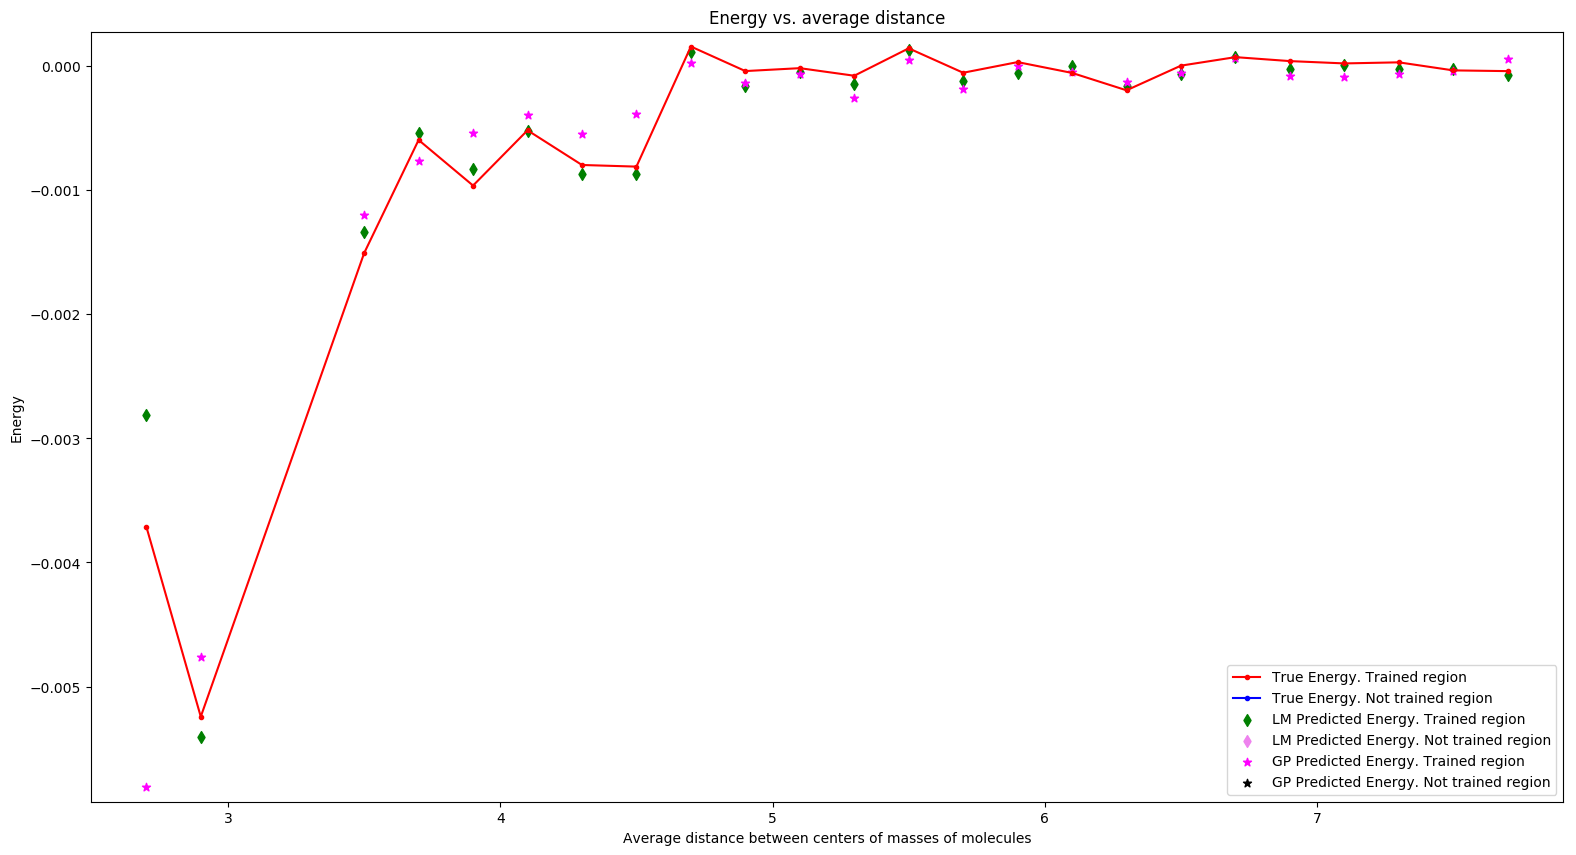 Energy vs. average distance
Energy
0.000
−0.001
−0.002
−0.003
−0.004
−0.005
3
4
5
6
7
Average distance between centers of masses of molecules
True Energy. Trained region
True Energy. Not trained region
LM Predicted Energy. Trained region
LM Predicted Energy. Not trained region
GP Predicted Energy. Trained region
GP Predicted Energy. Not trained region